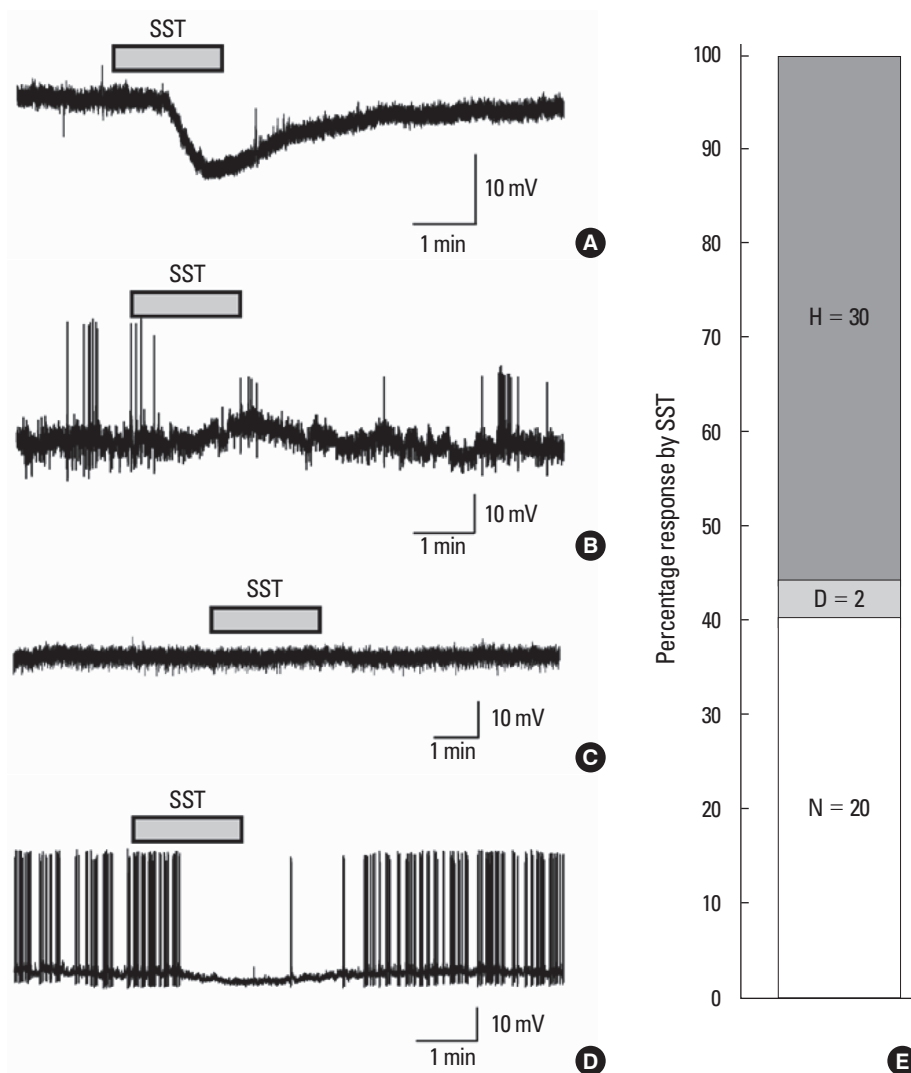 SST
10 mV
1 min
A
SST
10 mV
1 min
B
SST
10 mV
1 min
C
SST
10 mV
1 min
D
Percentage response by SST
100
90
80
70
60
50
40
30
20
10
0
H = 30
D = 2
N = 20
E